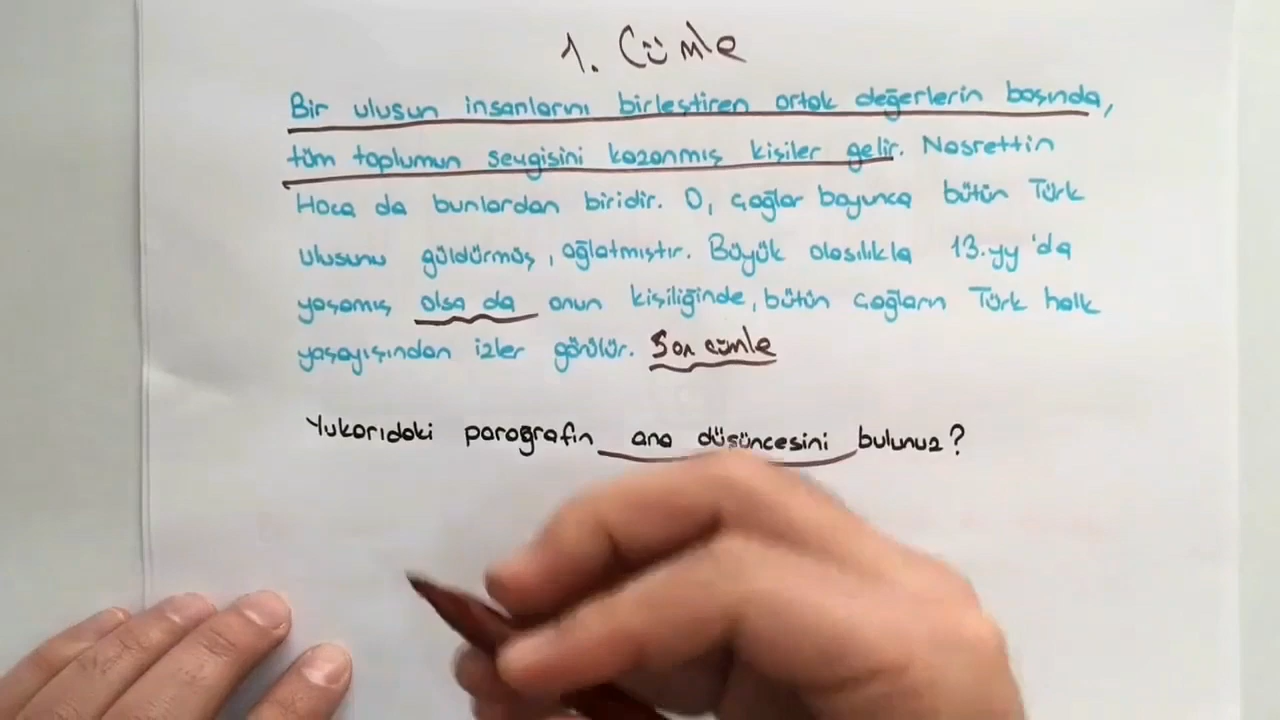 1. Cümle
Bir ulusun insanlarını birleştiren ortak değerlerin başında,
tüm toplumun sevgisini kazanmış kişiler gelir. Nasrettin
Hoca da bunlardan biridir. O, çağlar boyunca bütün Türk
ulusunu güldürmüş, ağlatmıştır. Büyük olasılıkla 13.yy'da
yaşamış olsa da onun kişiliğinde, bütün çağların Türk halk
yaşayışından izler görülür. Son cümle
Yukarıdaki paragrafın ana düşüncesini bulunuz?